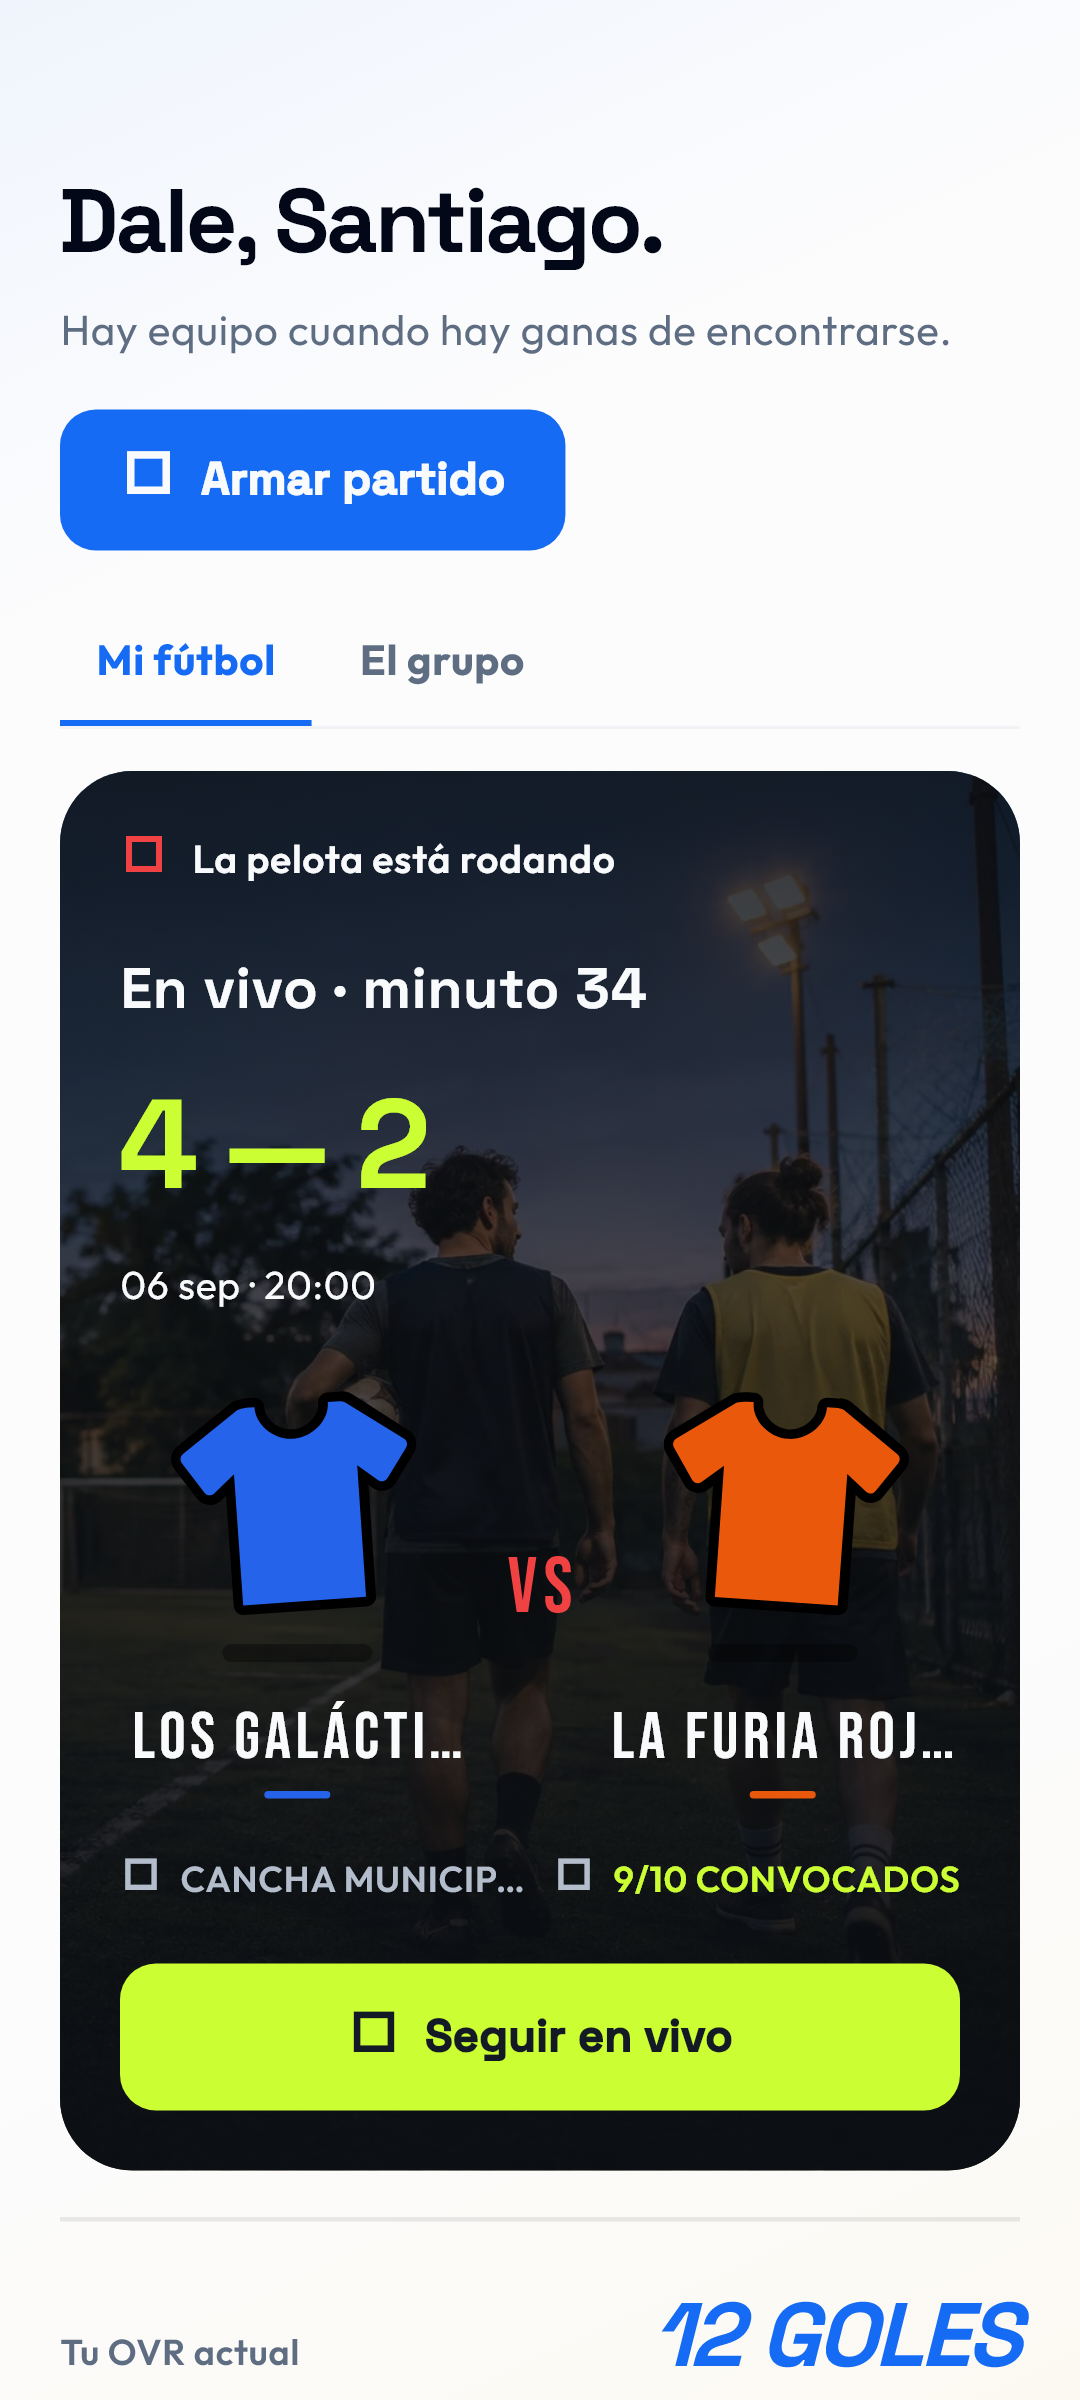 Dale, Santiago.
Hay equipo cuando hay ganas de encontrarse.
Armar partido
Mi fútbol El grupo
La pelota está rodando
En vivo · minuto 34
4 — 2
06 sep · 20:00
VS
LOS GALÁCTI... LA FURIA ROJ...
CANCHA MUNICIP... 9/10 CONVOCADOS
Seguir en vivo
Tu OVR actual 12 GOLES